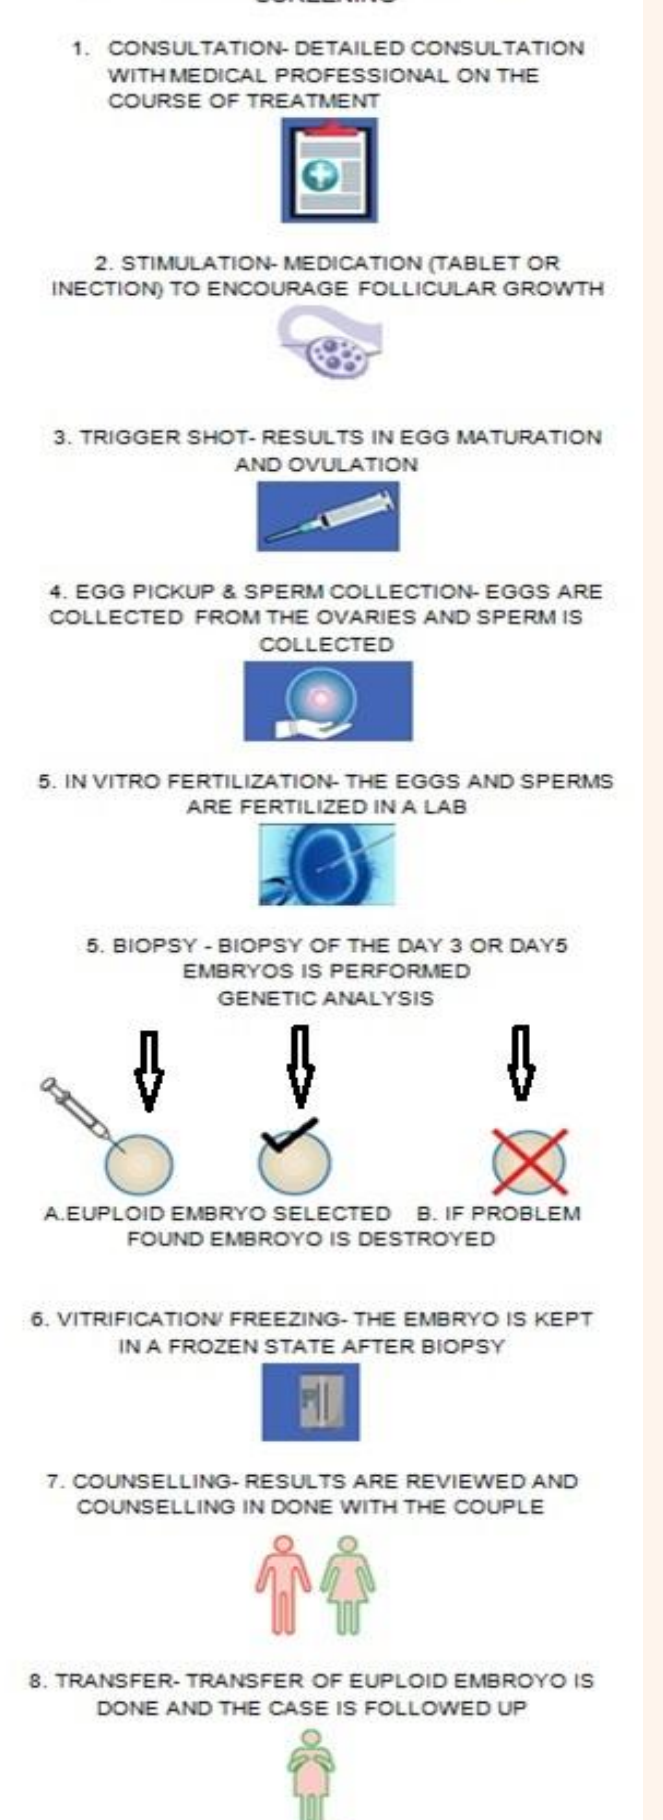 SCREENING
1. CONSULTATION- DETAILED CONSULTATION
WITH MEDICAL PROFESSIONAL ON THE
COURSE OF TREATMENT
2. STIMULATION- MEDICATION (TABLET OR
INECTION) TO ENCOURAGE FOLLICULAR GROWTH
3. TRIGGER SHOT- RESULTS IN EGG MATURATION
AND OVULATION
4. EGG PICKUP & SPERM COLLECTION- EGGS ARE
COLLECTED FROM THE OVARIES AND SPERM IS
COLLECTED
5. IN VITRO FERTILIZATION- THE EGGS AND SPERMS
ARE FERTILIZED IN A LAB
5. BIOPSY - BIOPSY OF THE DAY 3 OR DAY5
EMBRYOS IS PERFORMED
GENETIC ANALYSIS
A.EUPLOID EMBRYO SELECTED B. IF PROBLEM
FOUND EMBROYO IS DESTROYED
6. VITRIFICATION/ FREEZING- THE EMBRYO IS KEPT
IN A FROZEN STATE AFTER BIOPSY
7. COUNSELLING- RESULTS ARE REVIEWED AND
COUNSELLING IN DONE WITH THE COUPLE
8. TRANSFER- TRANSFER OF EUPLOID EMBROYO IS
DONE AND THE CASE IS FOLLOWED UP